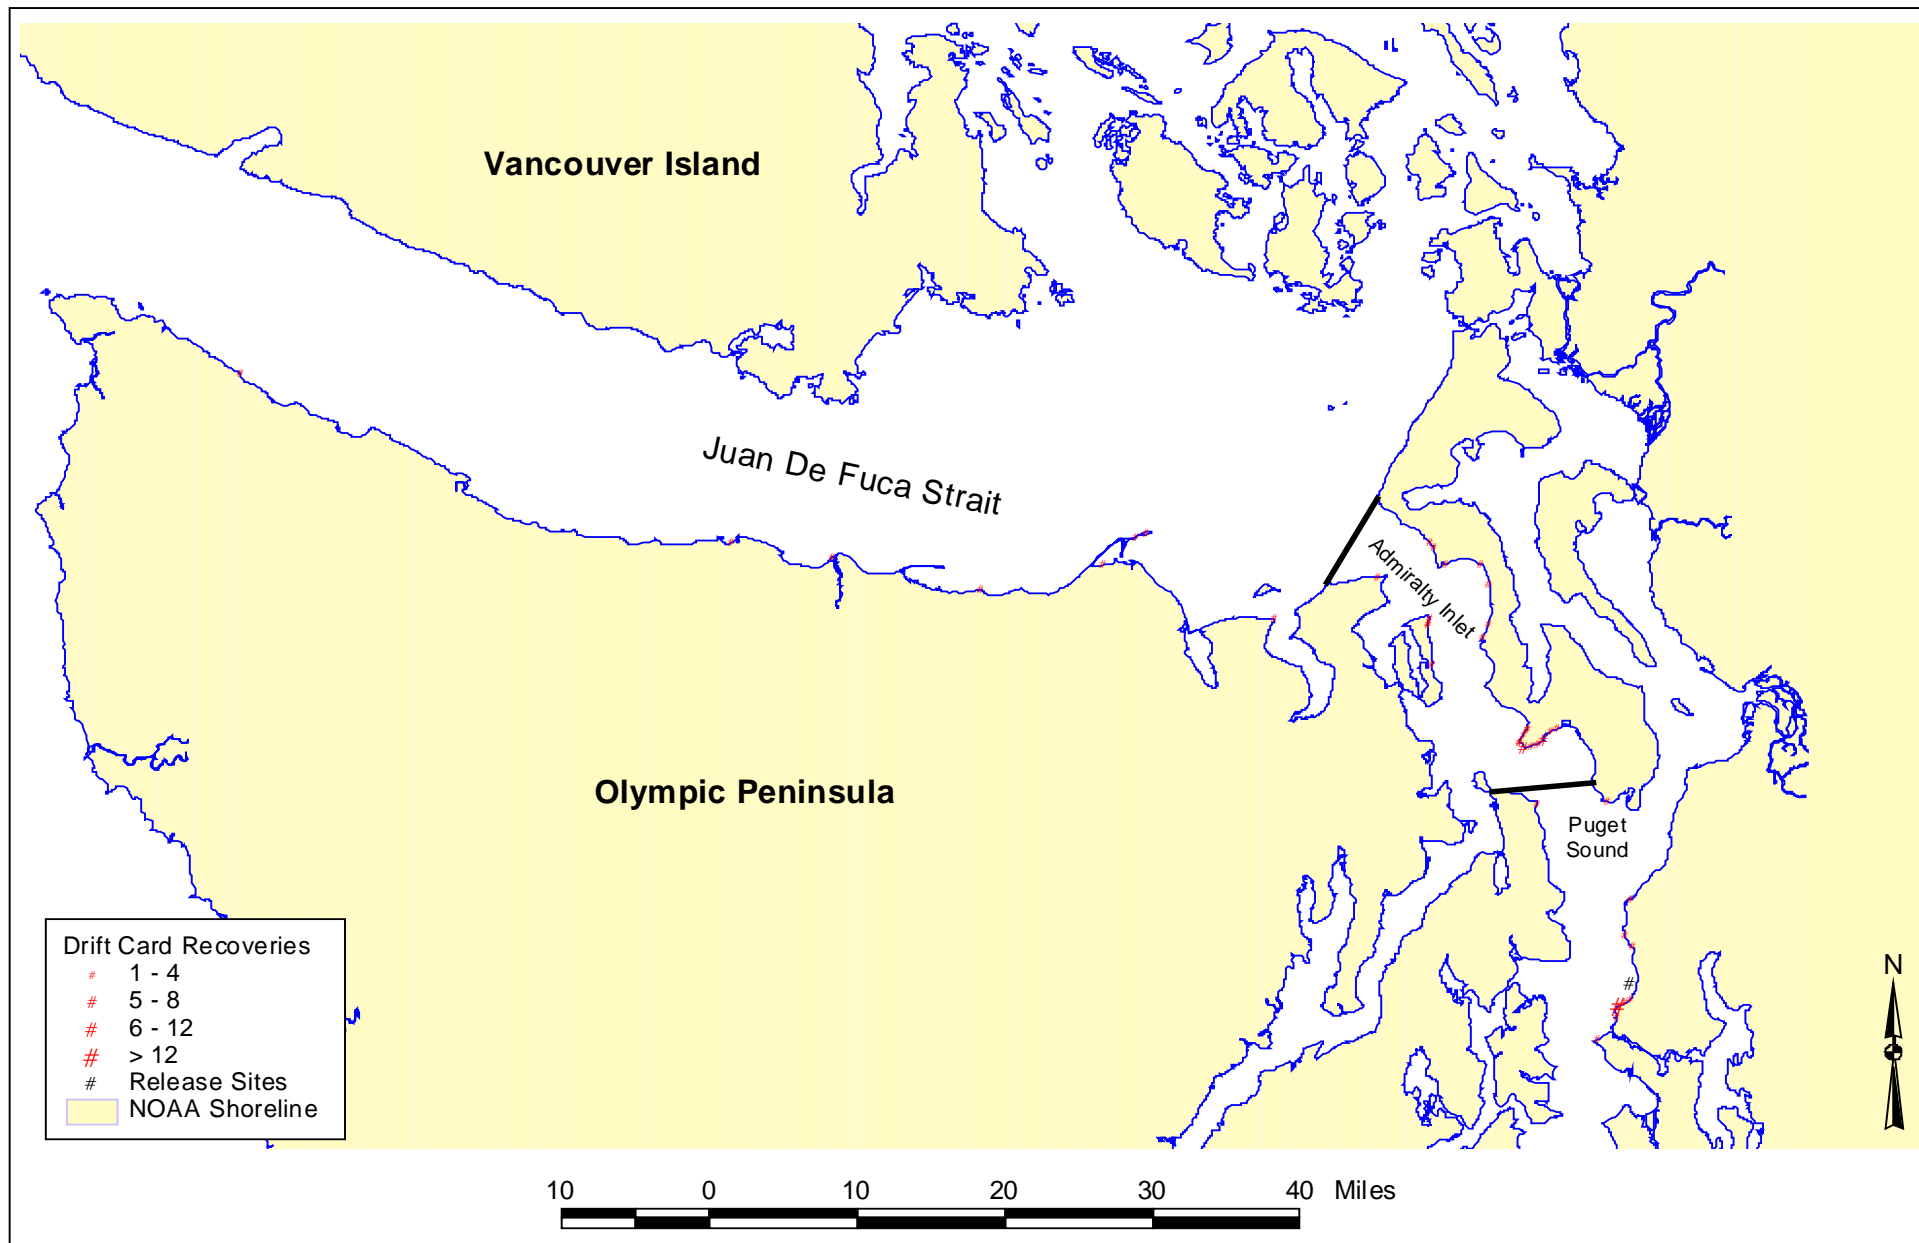 Vancouver Island
Juan De Fuca Strait
Admiralty Inlet
Olympic Peninsula
Puget
Sound
Drift Card Recoveries
# 1 - 4
# 5 - 8
# 6 - 12
# > 12
# Release Sites
NOAA Shoreline
N
10 0 10 20 30 40 Miles